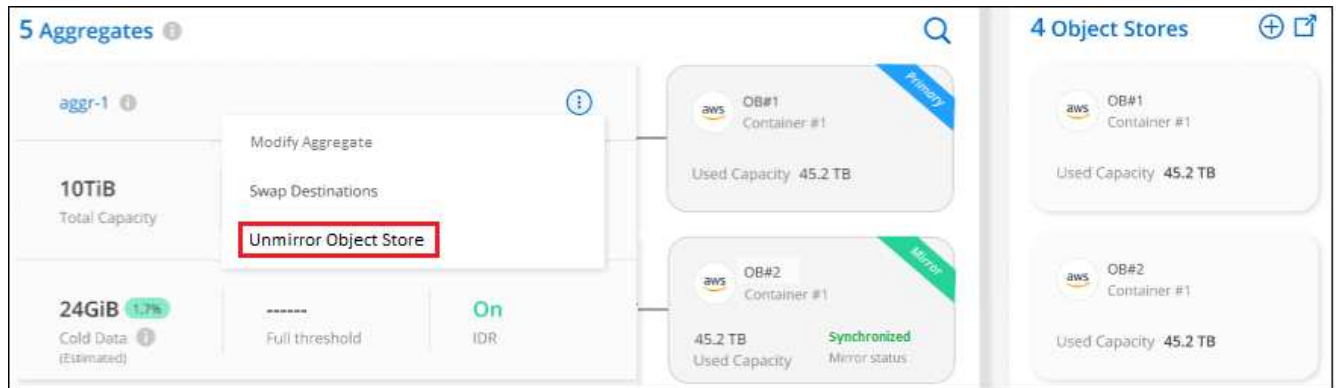 5 Aggregates
4 Object Stores
aggr-1
Modify Aggregate
Swap Destinations
Unmirror Object Store
10TiB
Total Capacity
24GiB 1.7%
Cold Data
(Estimated)
------
Full threshold
On
IDR
Primary
aws
OB#1
Container #1
Used Capacity 45.2 TB
Mirror
aws
OB#2
Container #1
45.2 TB
Used Capacity
Synchronized
Mirror status
aws
OB#1
Container #1
Used Capacity 45.2 TB
aws
OB#2
Container #1
Used Capacity 45.2 TB